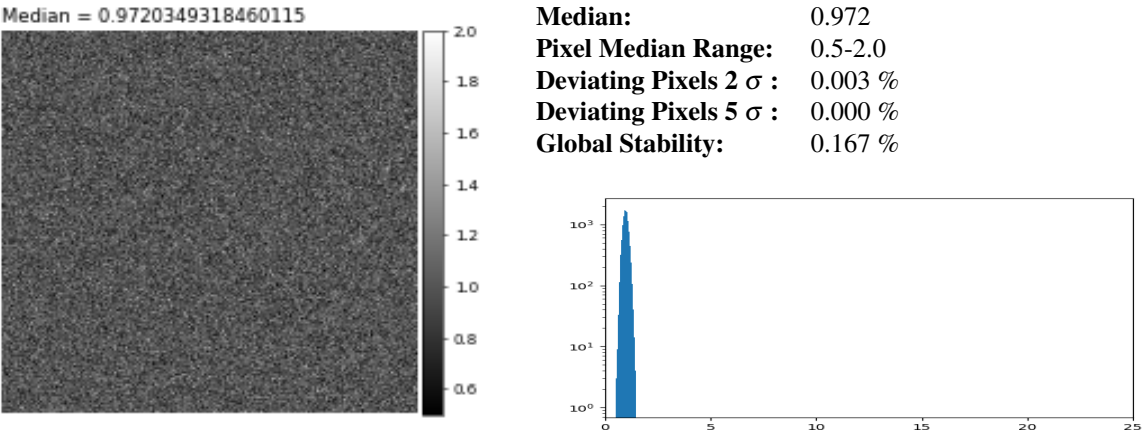 Median = 0.9720349318460115
2.0
1.8
1.6
1.4
1.2
1.0
0.8
0.6
Median: 0.972
Pixel Median Range: 0.5-2.0
Deviating Pixels 2 σ : 0.003 %
Deviating Pixels 5 σ : 0.000 %
Global Stability: 0.167 %
10³
10²
10¹
10⁰
0 5 10 15 20 25